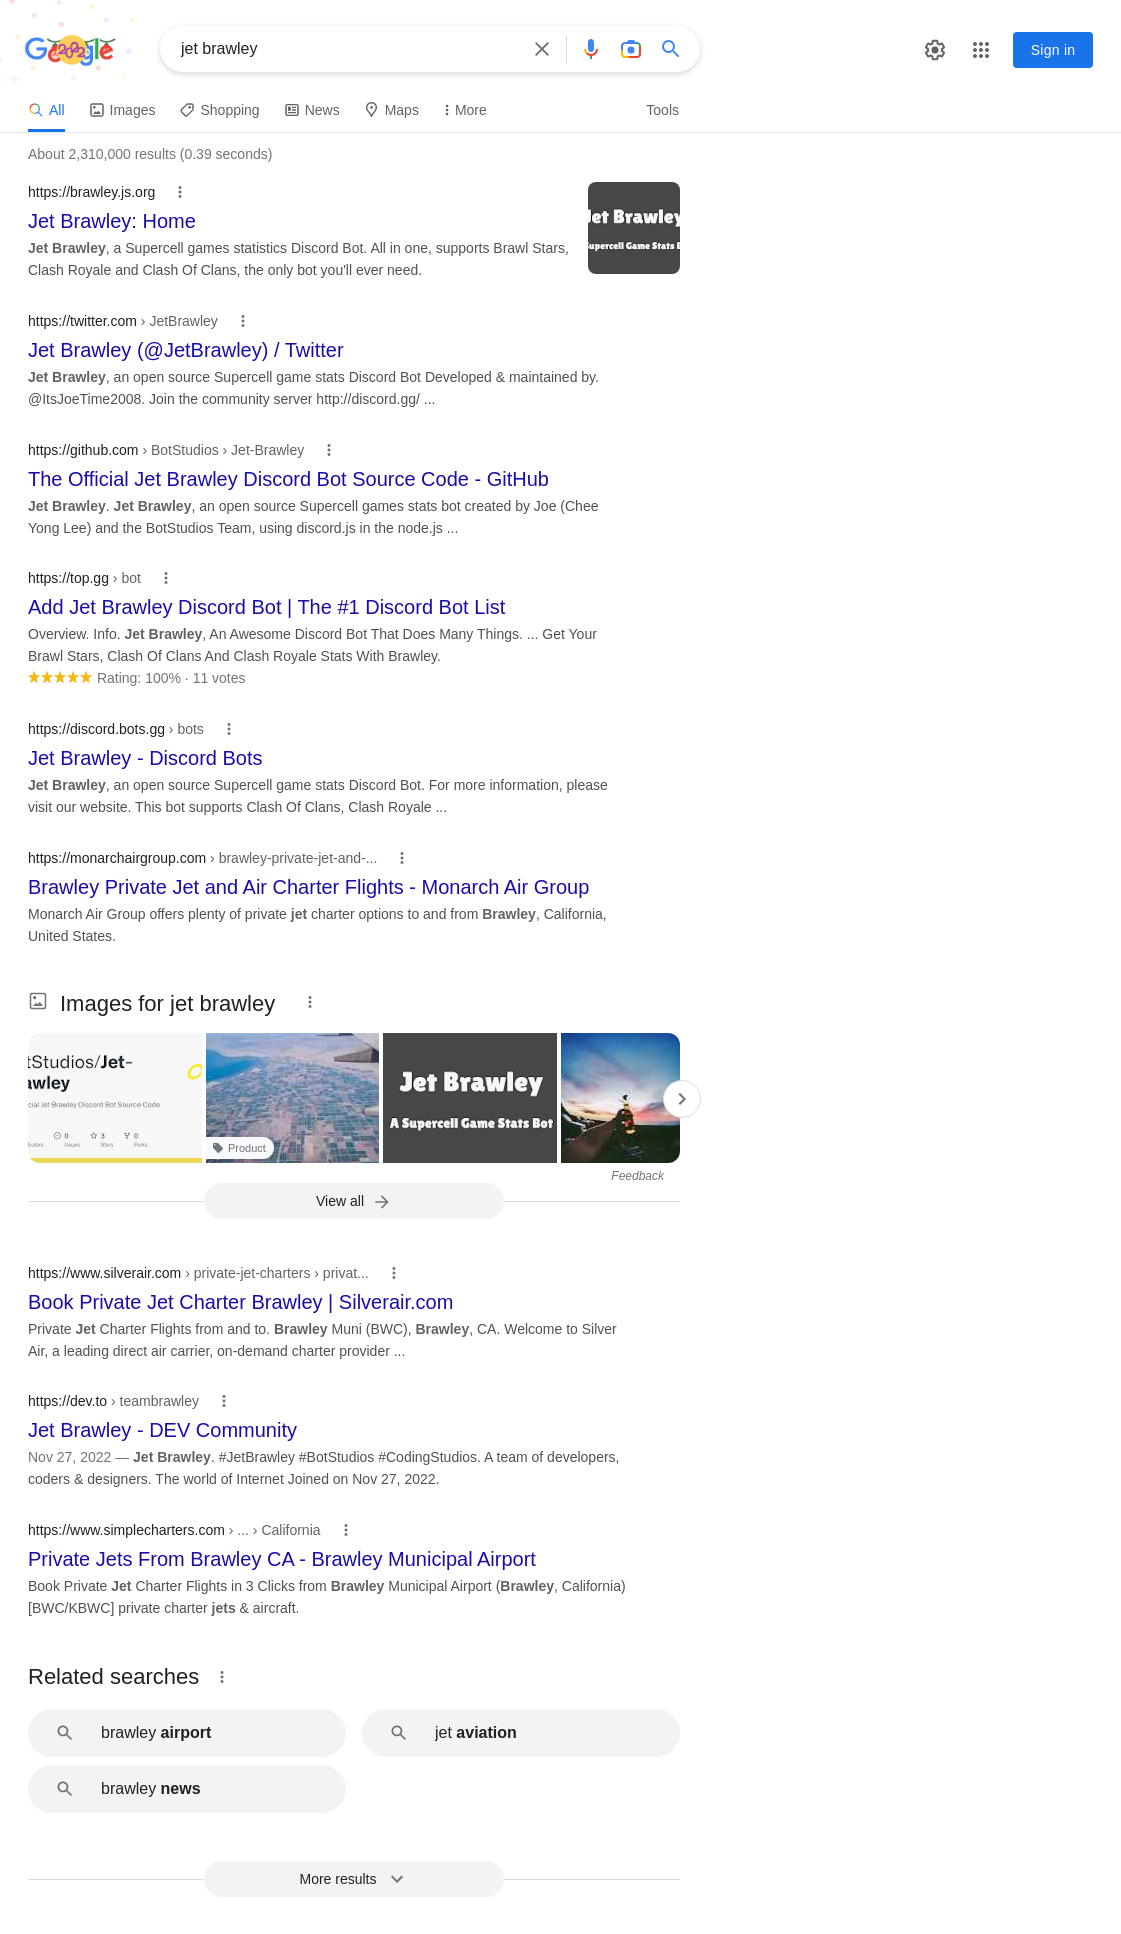 Google
2022
jet brawley
Sign in
All
Images
Shopping
News
Maps
More
Tools
About 2,310,000 results (0.39 seconds)
https://brawley.js.org
Jet Brawley: Home
Jet Brawley, a Supercell games statistics Discord Bot. All in one, supports Brawl Stars,
Clash Royale and Clash Of Clans, the only bot you'll ever need.
Jet Brawley
Supercell Game Stats B
https://twitter.com › JetBrawley
Jet Brawley (@JetBrawley) / Twitter
Jet Brawley, an open source Supercell game stats Discord Bot Developed & maintained by.
@ItsJoeTime2008. Join the community server http://discord.gg/ ...
https://github.com › BotStudios › Jet-Brawley
The Official Jet Brawley Discord Bot Source Code - GitHub
Jet Brawley. Jet Brawley, an open source Supercell games stats bot created by Joe (Chee
Yong Lee) and the BotStudios Team, using discord.js in the node.js ...
https://top.gg › bot
Add Jet Brawley Discord Bot | The #1 Discord Bot List
Overview. Info. Jet Brawley, An Awesome Discord Bot That Does Many Things. ... Get Your
Brawl Stars, Clash Of Clans And Clash Royale Stats With Brawley.
Rating: 100% · 11 votes
https://discord.bots.gg › bots
Jet Brawley - Discord Bots
Jet Brawley, an open source Supercell game stats Discord Bot. For more information, please
visit our website. This bot supports Clash Of Clans, Clash Royale ...
https://monarchairgroup.com › brawley-private-jet-and-...
Brawley Private Jet and Air Charter Flights - Monarch Air Group
Monarch Air Group offers plenty of private jet charter options to and from Brawley, California,
United States.
Images for jet brawley
tStudios/Jet-
awley
cial Jet Brawley Discord Bot Source Code
0
3
0
butors
Issues
Stars
Forks
Product
Jet Brawley
A Supercell Game Stats Bot
Feedback
View all
https://www.silverair.com › private-jet-charters › privat...
Book Private Jet Charter Brawley | Silverair.com
Private Jet Charter Flights from and to. Brawley Muni (BWC), Brawley, CA. Welcome to Silver
Air, a leading direct air carrier, on-demand charter provider ...
https://dev.to › teambrawley
Jet Brawley - DEV Community
Nov 27, 2022 — Jet Brawley. #JetBrawley #BotStudios #CodingStudios. A team of developers,
coders & designers. The world of Internet Joined on Nov 27, 2022.
https://www.simplecharters.com › ... › California
Private Jets From Brawley CA - Brawley Municipal Airport
Book Private Jet Charter Flights in 3 Clicks from Brawley Municipal Airport (Brawley, California)
[BWC/KBWC] private charter jets & aircraft.
Related searches
brawley airport
jet aviation
brawley news
More results